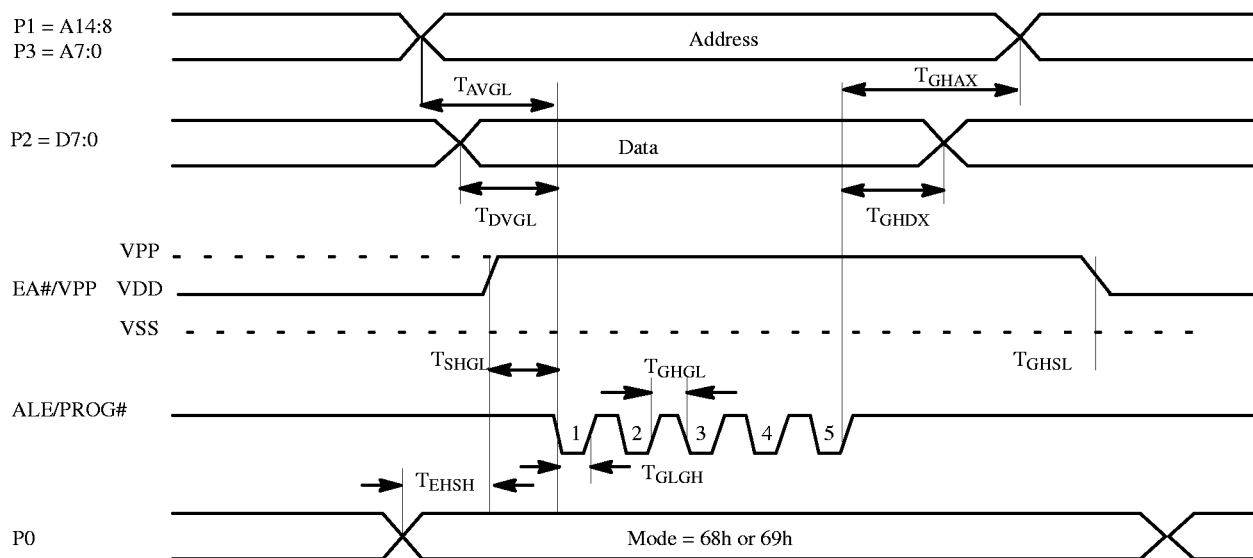 P1 = A14:8
P3 = A7:0
Address
TAVGL
TGHAX
P2 = D7:0
Data
TDVGL
TGHDX
VPP
EA#/VPP VDD
VSS
TSHGL
TGHGL
TGHSL
ALE/PROG#
1 2 3 4 5
TEHSH
TGLGH
P0
Mode = 68h or 69h